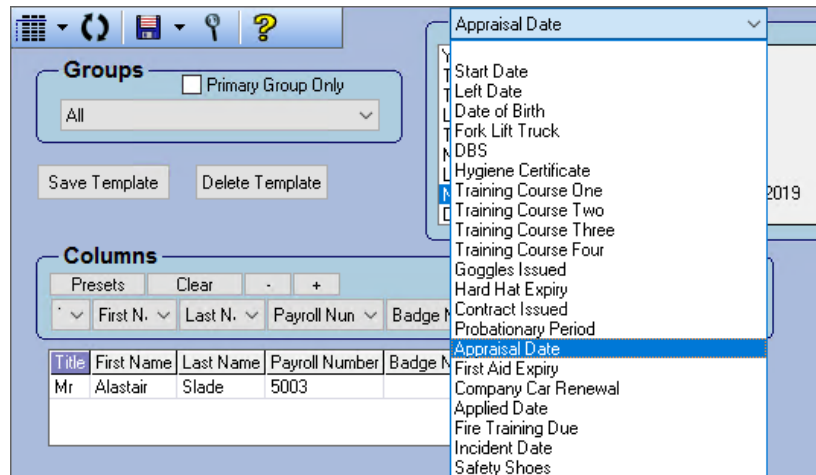 Appraisal Date
Groups
Primary Group Only
All
Save Template
Delete Template
Start Date
Left Date
Date of Birth
Fork Lift Truck
DBS
Hygiene Certificate
Training Course One
Training Course Two
Training Course Three
Training Course Four
Goggles Issued
Hard Hat Expiry
Contract Issued
Probationary Period
Appraisal Date
First Aid Expiry
Company Car Renewal
Applied Date
Fire Training Due
Incident Date
Safety Shoes
2019
Columns
Presets Clear - +
First N. Last N. Payroll Nun Badge N
Title First Name Last Name Payroll Number Badge N
Mr Alastair Slade 5003